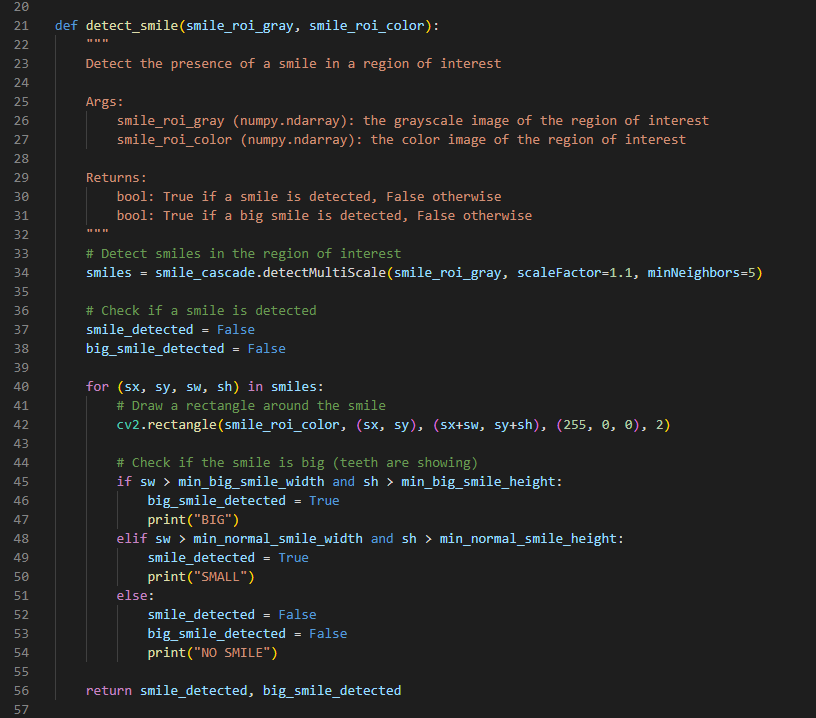 20
21 def detect_smile(smile_roi_gray, smile_roi_color):
22     """
23     Detect the presence of a smile in a region of interest
24
25     Args:
26         smile_roi_gray (numpy.ndarray): the grayscale image of the region of interest
27         smile_roi_color (numpy.ndarray): the color image of the region of interest
28
29     Returns:
30         bool: True if a smile is detected, False otherwise
31         bool: True if a big smile is detected, False otherwise
32     """
33     # Detect smiles in the region of interest
34     smiles = smile_cascade.detectMultiScale(smile_roi_gray, scaleFactor=1.1, minNeighbors=5)
35
36     # Check if a smile is detected
37     smile_detected = False
38     big_smile_detected = False
39
40     for (sx, sy, sw, sh) in smiles:
41         # Draw a rectangle around the smile
42         cv2.rectangle(smile_roi_color, (sx, sy), (sx+sw, sy+sh), (255, 0, 0), 2)
43
44         # Check if the smile is big (teeth are showing)
45         if sw > min_big_smile_width and sh > min_big_smile_height:
46             big_smile_detected = True
47             print("BIG")
48         elif sw > min_normal_smile_width and sh > min_normal_smile_height:
49             smile_detected = True
50             print("SMALL")
51         else:
52             smile_detected = False
53             big_smile_detected = False
54             print("NO SMILE")
55
56     return smile_detected, big_smile_detected
57